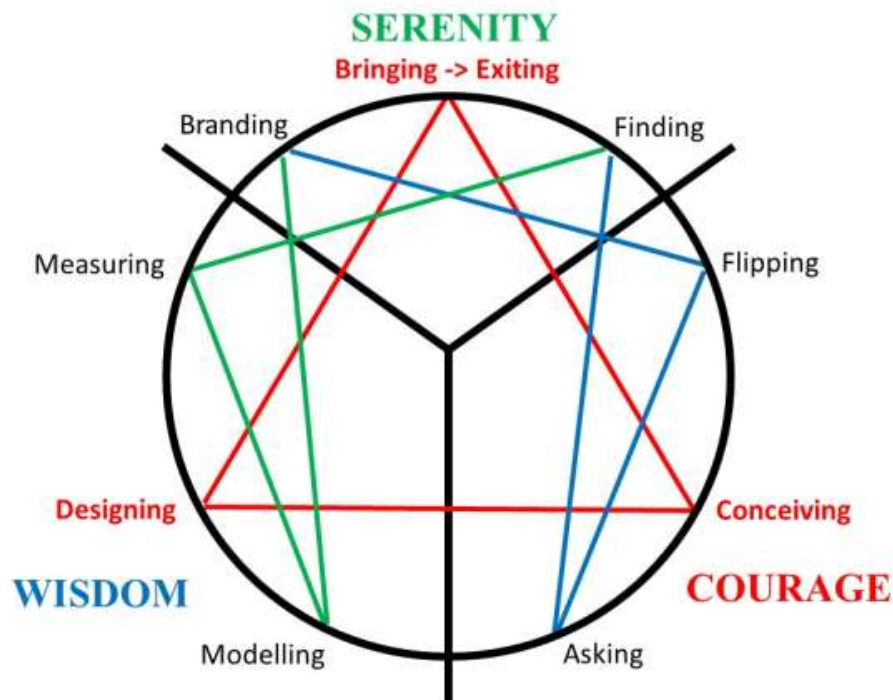 SERENITY
Bringing -> Exiting
Branding
Finding
Measuring
Flipping
Designing
Conceiving
WISDOM
COURAGE
Modelling
Asking